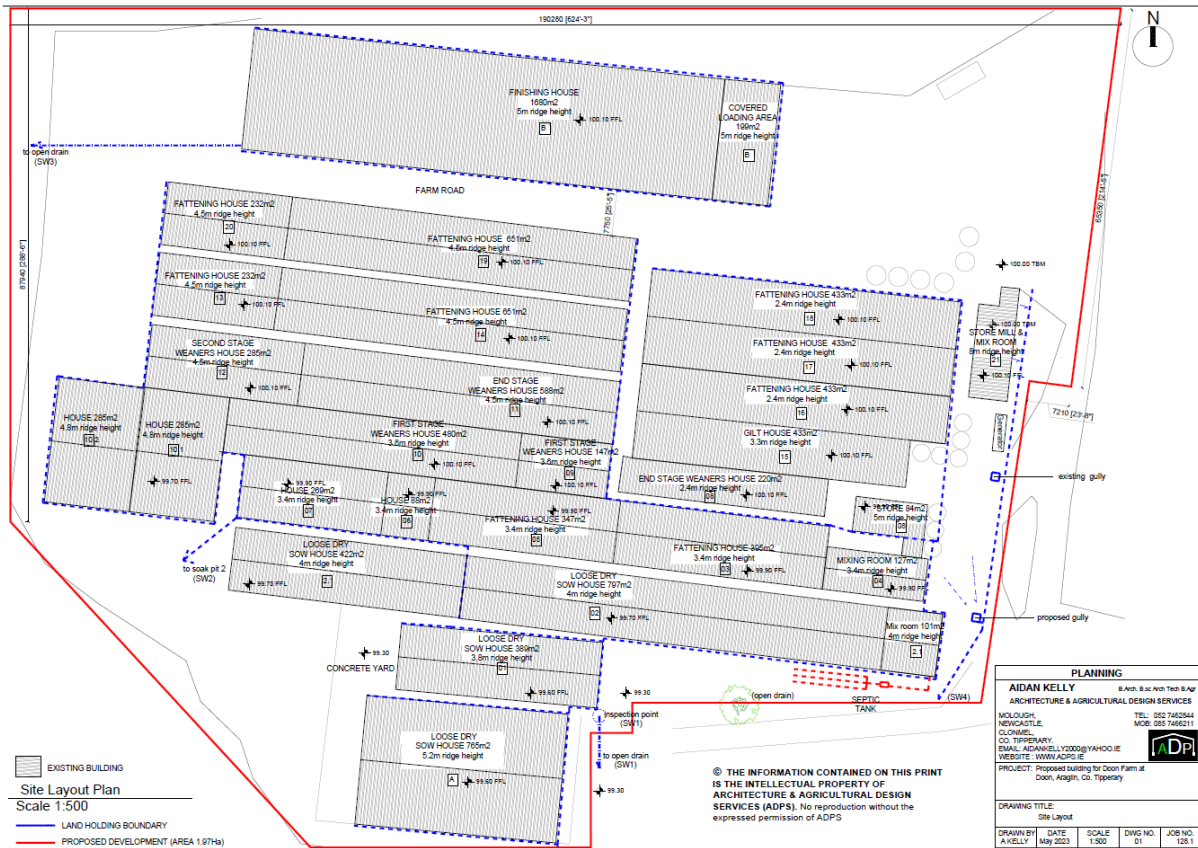 190280 [624'-3"]
N
FINISHING HOUSE
1680m2
5m ridge height
100.10 FFL
B
COVERED
LOADING AREA
199m2
5m ridge height
B
to open drain
(SW3)
FARM ROAD
7750 [25'-5"]
65350 [214'-5"]
87940 [288'-6"]
FATTENING HOUSE 232m2
4.5m ridge height
20
100.10 FFL
FATTENING HOUSE 651m2
4.5m ridge height
19
100.10 FFL
100.00 TBM
FATTENING HOUSE 232m2
4.5m ridge height
13
100.10 FFL
FATTENING HOUSE 651m2
4.5m ridge height
14
100.10 FFL
FATTENING HOUSE 433m2
2.4m ridge height
18
100.10 FFL
100.00 TBM
STORE MILL &
MIX ROOM
8m ridge height
21
100.10 FFL
SECOND STAGE
WEANERS HOUSE 285m2
4.5m ridge height
12
100.10 FFL
FATTENING HOUSE 433m2
2.4m ridge height
17
100.10 FFL
END STAGE
WEANERS HOUSE 588m2
4.5m ridge height
11
100.10 FFL
FATTENING HOUSE 433m2
2.4m ridge height
16
100.10 FFL
7210 [23'-8"]
Generator
HOUSE 285m2
4.8m ridge height
10.2
HOUSE 285m2
4.8m ridge height
10.1
99.70 FFL
FIRST STAGE
WEANERS HOUSE 480m2
3.6m ridge height
10
100.10 FFL
FIRST STAGE
WEANERS HOUSE 147m2
3.6m ridge height
09
100.10 FFL
GILT HOUSE 433m2
3.3m ridge height
15
100.10 FFL
existing gully
END STAGE WEANERS HOUSE 220m2
2.4m ridge height
06
100.10 FFL
99.90 FFL
HOUSE 269m2
3.4m ridge height
07
99.90 FFL
HOUSE 88m2
3.4m ridge height
06
99.90 FFL
FATTENING HOUSE 347m2
3.4m ridge height
05
STORE 84m2
5m ridge height
08
FATTENING HOUSE 395m2
3.4m ridge height
03
99.90 FFL
MIXING ROOM 127m2
3.4m ridge height
04
99.90 FFL
to soak pit 2
(SW2)
LOOSE DRY
SOW HOUSE 422m2
4m ridge height
2.1
99.70 FFL
LOOSE DRY
SOW HOUSE 797m2
4m ridge height
02
99.70 FFL
Mix room 101m2
4m ridge height
2.1
proposed gully
99.30
CONCRETE YARD
LOOSE DRY
SOW HOUSE 389m2
3.8m ridge height
01
99.60 FFL
99.30
(open drain)
SEPTIC
TANK
(SW4)
inspection point
(SW1)
to open drain
(SW1)
99.30
LOOSE DRY
SOW HOUSE 765m2
5.2m ridge height
A
99.60 FFL
EXISTING BUILDING
Site Layout Plan
Scale 1:500
LAND HOLDING BOUNDARY
PROPOSED DEVELOPMENT (AREA 1.97Ha)
© THE INFORMATION CONTAINED ON THIS PRINT
IS THE INTELLECTUAL PROPERTY OF
ARCHITECTURE & AGRICULTURAL DESIGN
SERVICES (ADPS). No reproduction without the
expressed permission of ADPS
PLANNING
AIDAN KELLY B.Arch. B.sc Arch Tech B.Agr
ARCHITECTURE & AGRICULTURAL DESIGN SERVICES
MOLOUGH, TEL: 052 7462844
NEWCASTLE, MOB: 085 7466211
CLONMEL,
CO. TIPPERARY.
EMAIL: AIDANKELLY2000@YAHOO.IE
WEBSITE : WWW.ADPS.IE
ADP
PROJECT: Proposed building for Doon Farm at
Doon, Araglin, Co. Tipperary
DRAWING TITLE:
Site Layout
DRAWN BY DATE SCALE DWG NO. JOB NO.
A KELLY May 2023 1:500 01 128.1